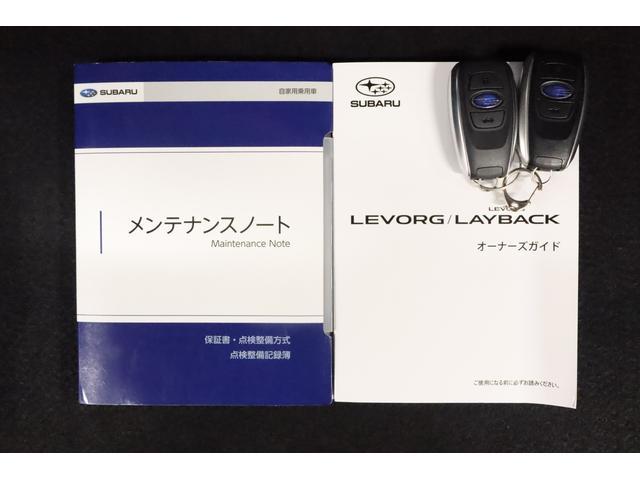 SUBARU
自家用乗用車
メンテナンスノート
Maintenance Note
保証書・点検整備方式
点検整備記録簿
SUBARU
LEVORG/LAYBACK
オーナーズガイド
ご使用になる前に必ずお読みください。